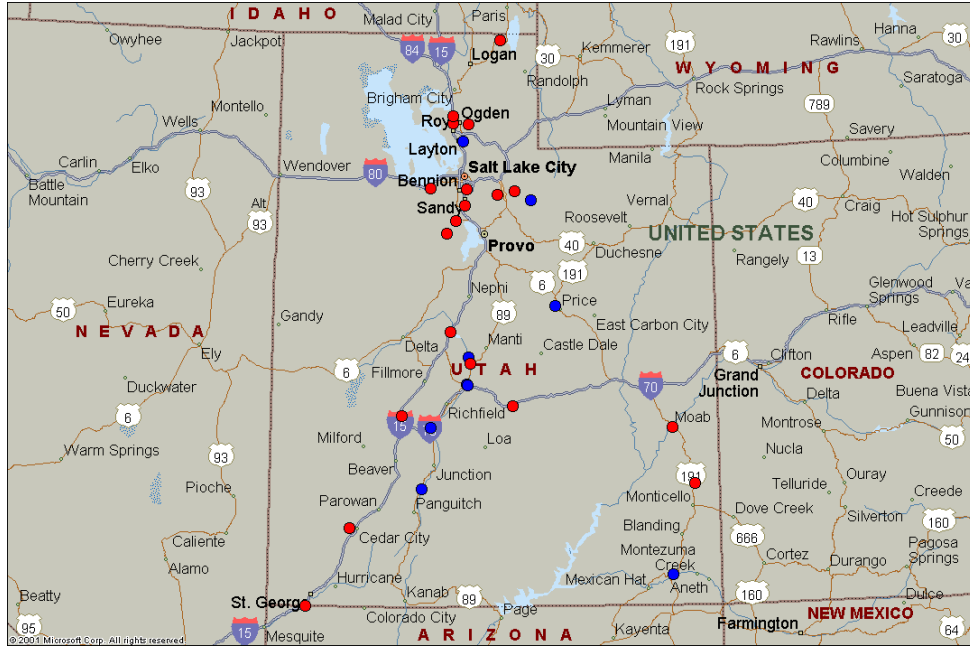 I D A H O
Paris
Malad City
Owyhee
Jackpot
84
15
Logan
30
Kemmerer
191
Rawlins
Hanna
30
W Y O M I N G
Randolph
Rock Springs
Saratoga
Brigham City
Montello
Lyman
789
Ogden
Roy
Mountain View
Wells
Savery
Layton
Manila
Columbine
Carlin
Elko
Wendover
80
Salt Lake City
Walden
Battle
Mountain
93
Bennion
Alt
93
Sandy
Vernal
40
Craig
Roosevelt
Hot Sulphur
Springs
UNITED STATES
Provo
40
Duchesne
Rangely
13
Cherry Creek
191
6
Glenwood
Springs
Va
Nephi
Price
Eureka
50
89
Gandy
East Carbon City
Rifle
Leadville
N E V A D A
Delta
Manti
Castle Dale
Ely
6
Clifton
Aspen
82
24
6
Fillmore
U T A H
Grand
Junction
COLORADO
Duckwater
70
Buena Vista
6
Richfield
Delta
Gunnison
15
Moab
Montrose
50
Milford
Loa
Warm Springs
Nucla
93
Beaver
Junction
Ouray
Pioche
191
Telluride
Creede
Parowan
Panguitch
Monticello
Dove Creek
Silverton
160
Cedar City
Blanding
666
Caliente
Montezuma
Creek
Cortez
Durango
Pagosa
Springs
Alamo
Hurricane
Mexican Hat
Aneth
Kanab
Beatty
St. George
89
160
Dulce
Colorado City
Page
NEW MEXICO
95
15
Mesquite
A R I Z O N A
Kayenta
Farmington
64
© 2001 Microsoft Corp. All rights reserved.